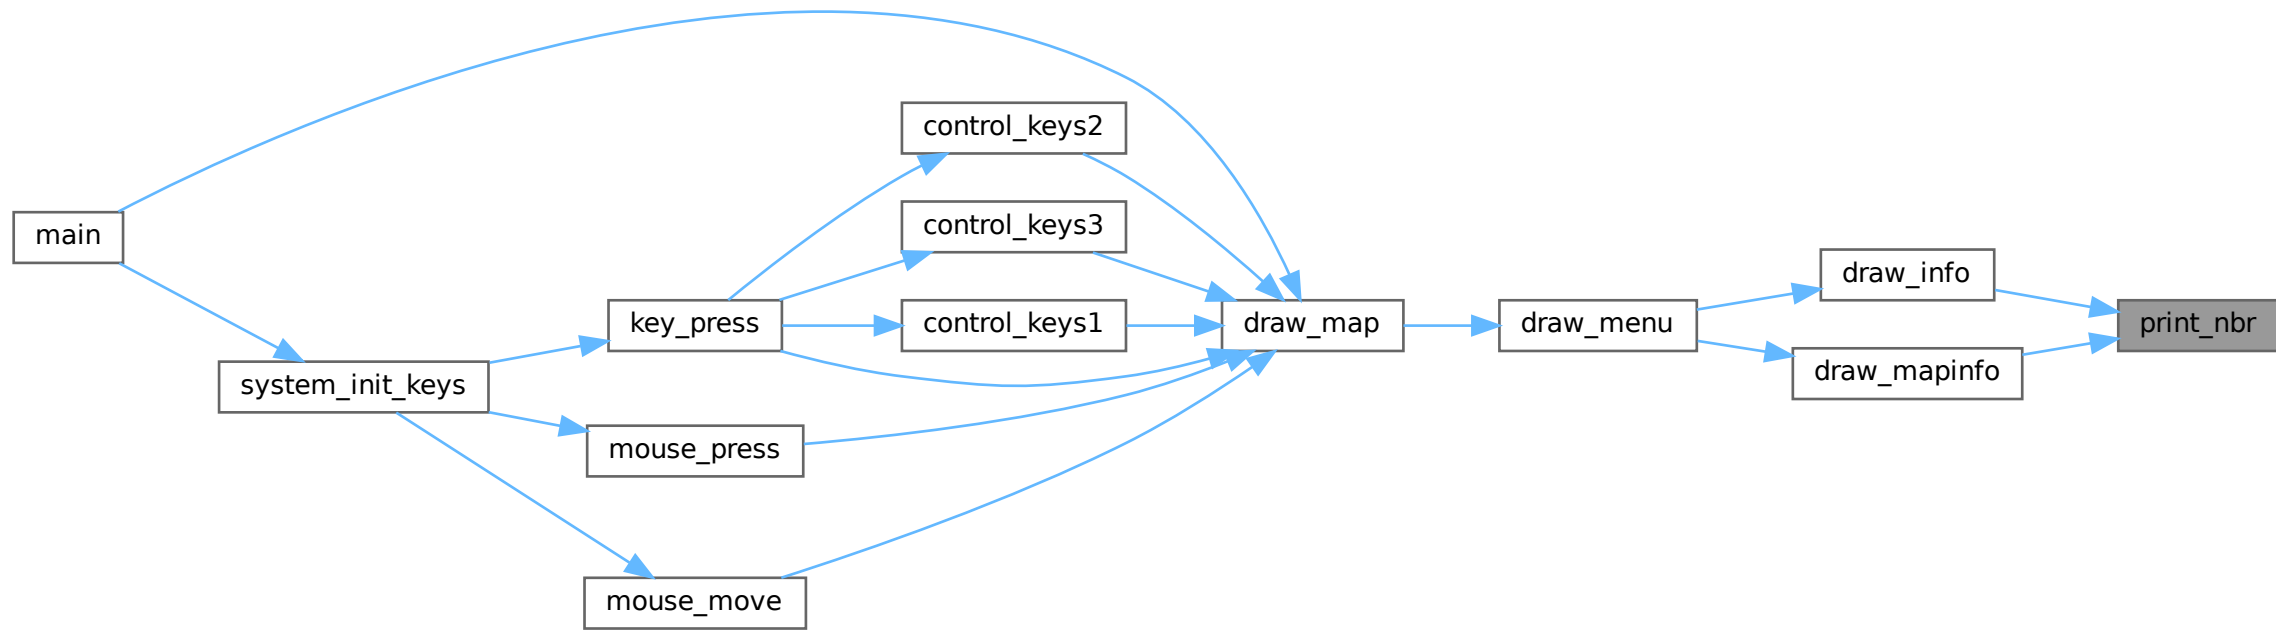 main
system_init_keys
key_press
mouse_press
mouse_move
control_keys2
control_keys3
control_keys1
draw_map
draw_menu
draw_info
draw_mapinfo
print_nbr